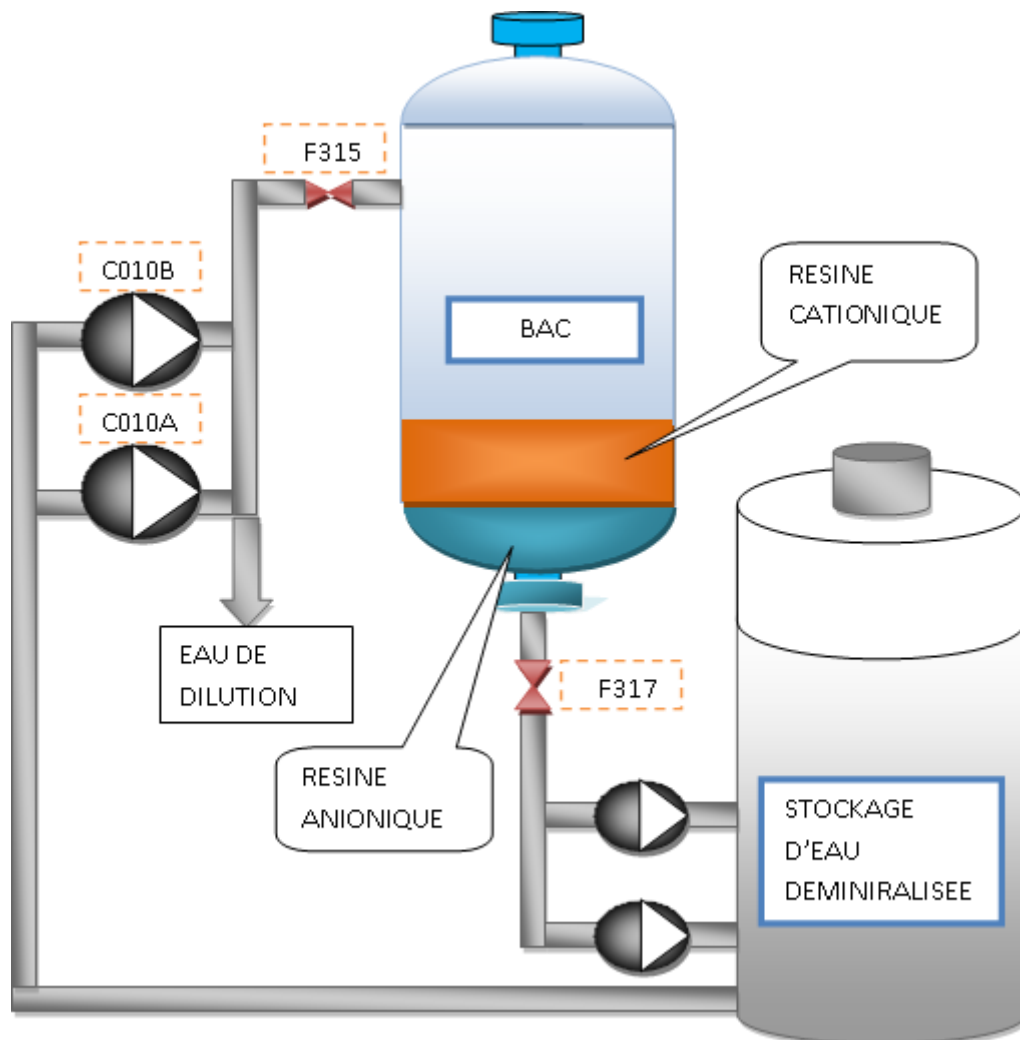 F315
C010B
RESINE
CATIONIQUE
BAC
C010A
EAU DE
DILUTION
F317
RESINE
ANIONIQUE
STOCKAGE
D'EAU
DEMINIRALISEE